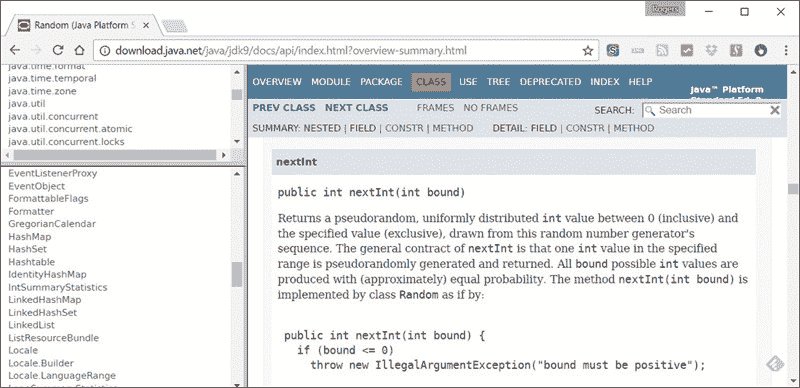 Rogers
Random (Java Platform S
download.java.net/java/jdk9/docs/api/index.html?overview-summary.html
java.time.format
java.time.temporal
java.time.zone
java.util
java.util.concurrent
java.util.concurrent.atomic
java.util.concurrent.locks
EventListenerProxy
EventObject
FormattableFlags
Formatter
GregorianCalendar
HashMap
HashSet
Hashtable
IdentityHashMap
IntSummaryStatistics
LinkedHashMap
LinkedHashSet
LinkedList
ListResourceBundle
Locale
Locale.Builder
Locale.LanguageRange
OVERVIEW MODULE PACKAGE CLASS USE TREE DEPRECATED INDEX HELP
Java™ Platform
PREV CLASS NEXT CLASS FRAMES NO FRAMES SEARCH: Search
SUMMARY: NESTED | FIELD | CONSTR | METHOD DETAIL: FIELD | CONSTR | METHOD
nextInt
public int nextInt(int bound)
Returns a pseudorandom, uniformly distributed int value between 0 (inclusive) and
the specified value (exclusive), drawn from this random number generator's
sequence. The general contract of nextInt is that one int value in the specified
range is pseudorandomly generated and returned. All bound possible int values are
produced with (approximately) equal probability. The method nextInt(int bound) is
implemented by class Random as if by:
public int nextInt(int bound) {
if (bound <= 0)
throw new IllegalArgumentException("bound must be positive");